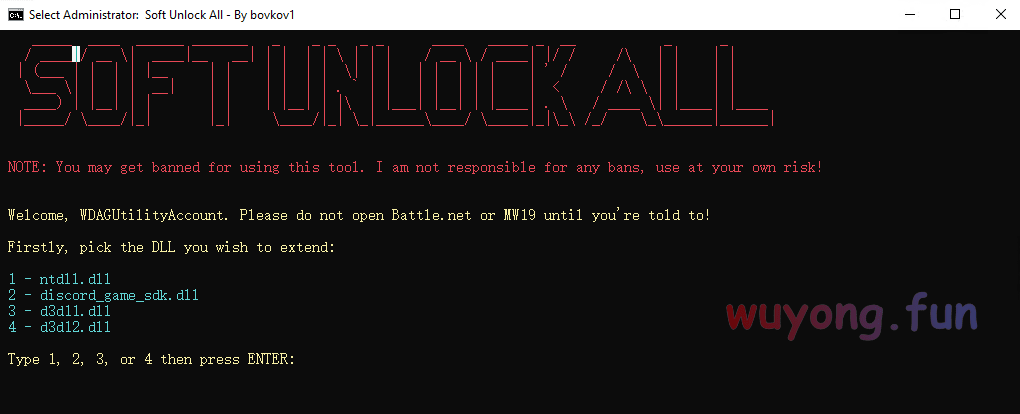 Select Administrator: Soft Unlock All - By bovkov1
SOFT UNLOCK ALL
NOTE: You may get banned for using this tool. I am not responsible for any bans, use at your own risk!
Welcome, WDAGUtilityAccount. Please do not open Battle.net or MW19 until you're told to!
Firstly, pick the DLL you wish to extend:
1 - ntdll.dll
2 - discord_game_sdk.dll
3 - d3d11.dll
4 - d3d12.dll
wuyong.fun
Type 1, 2, 3, or 4 then press ENTER: